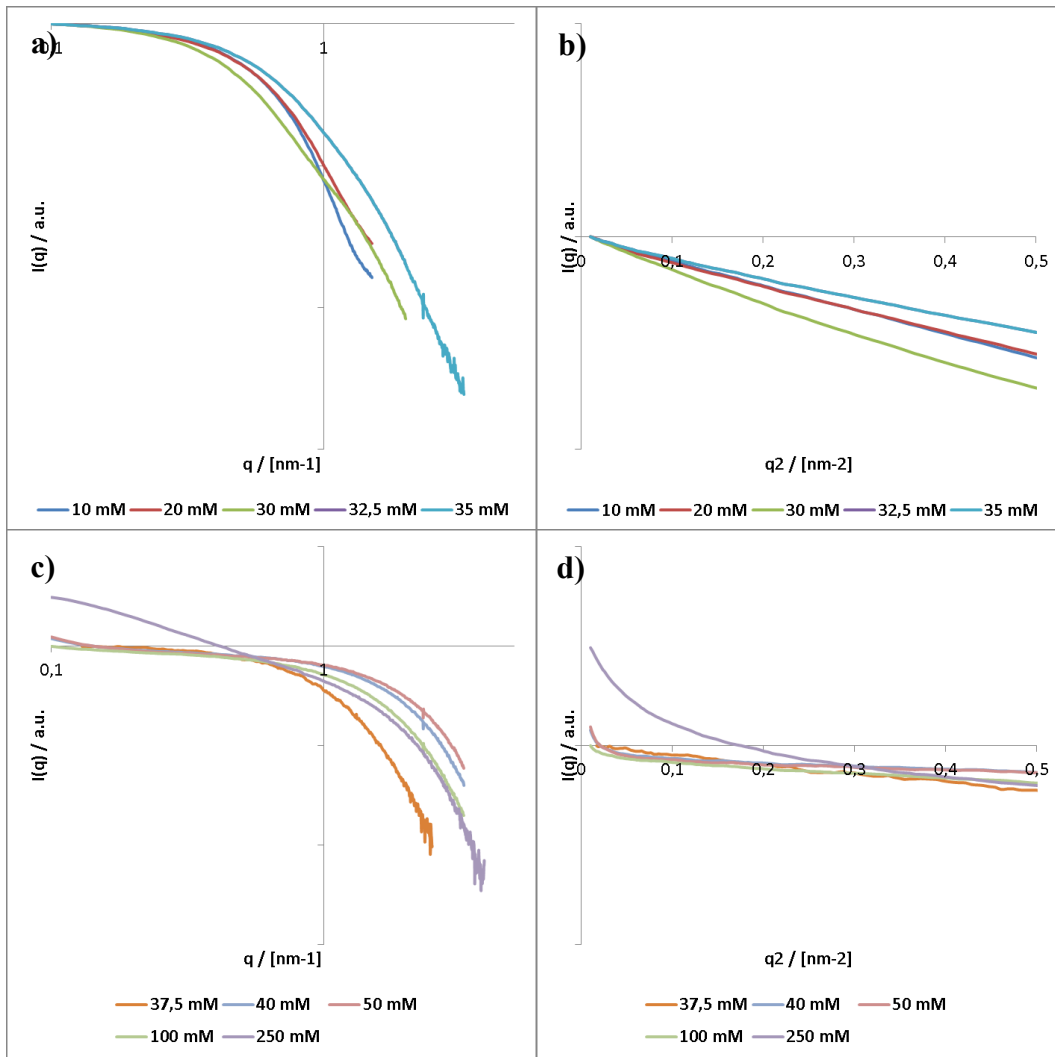 a)
0,1
1
I(q) / a.u.
q / [nm-1]
10 mM 20 mM 30 mM 32,5 mM 35 mM
b)
I(q) / a.u.
0 0,1 0,2 0,3 0,4 0,5
q2 / [nm-2]
10 mM 20 mM 30 mM 32,5 mM 35 mM
c)
0,1
1
I(q) / a.u.
q / [nm-1]
37,5 mM 40 mM 50 mM
100 mM 250 mM
d)
I(q) / a.u.
0 0,1 0,2 0,3 0,4 0,5
q2 / [nm-2]
37,5 mM 40 mM 50 mM
100 mM 250 mM